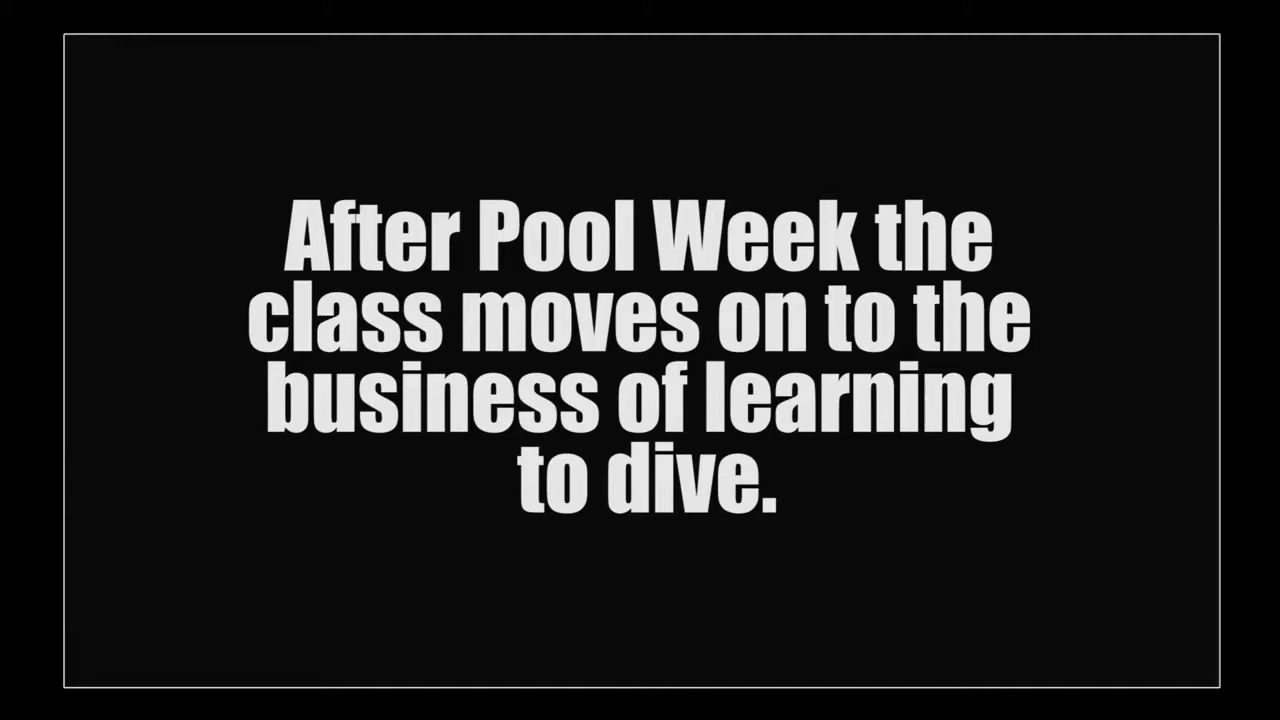 After Pool Week the
class moves on to the
business of learning
to dive.